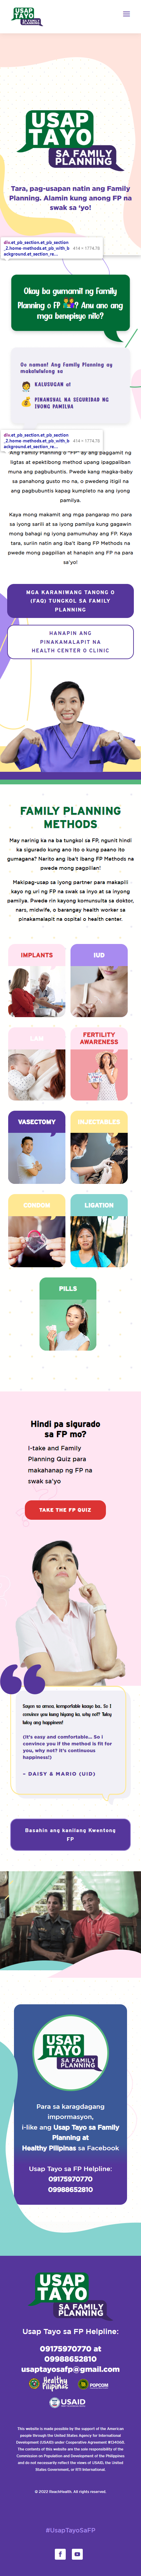 USAP
TAYO
SA FAMILY
PLANNING
USAP
TAYO
SA FAMILY
PLANNING
Tara, pag-usapan natin ang Family
Planning. Alamin kung anong FP na
swak sa 'yo!
div.et_pb_section.et_pb_section
_2.home-methods.et_pb_with_b
ackground.et_section_re... 414 × 1774.78
Okay ba gumamit ng Family
Planning o FP? Anu ano ang
mga benepisyo nito?
Oo naman! Ang Family Planning ay
makatutulong sa
KALUSUGAN at
PINANSIYAL NA SEGURIDAD NG
IYONG PAMILYA
div.et_pb_section.et_pb_section
_2.home-methods.et_pb_with_b
ackground.et_section_re... 414 × 1774.78
Ang Family Planning o "FP" ay ang paggamit ng
ligtas at epektibong method upang ipagpaliban
muna ang pagbubuntis. Pwede kang magka-baby
sa panahong gusto mo, o pwedeng itigil na
ang pagbubuntis kapag kumpleto na ang iyong
pamilya.
Kaya mong makamit ang mga pangarap mo para
sa iyong sarili at sa iyong pamilya kung gagawin
mong bahagi ng iyong pamumuhay ang FP. Kaya
tara, suriin natin ang iba't ibang FP Methods na
pwede mong pagpilian at hanapin ang FP na para
sa'yo!
MGA KARANIWANG TANONG O
(FAQ) TUNGKOL SA FAMILY
PLANNING
HANAPIN ANG
PINAKAMALAPIT NA
HEALTH CENTER O CLINIC
FAMILY PLANNING
METHODS
May narinig ka na ba tungkol sa FP, ngunit hindi
ka sigurado kung ano ito o kung paano ito
gumagana? Narito ang iba't ibang FP Methods na
pwede mong pagpilian!
Makipag-usap sa iyong partner para makapili
kayo ng uri ng FP na swak sa inyo at sa inyong
pamilya. Pwede rin kayong komunsulta sa doktor,
nars, midwife, o barangay health worker sa
pinakamalapit na ospital o health center.
IMPLANTS
IUD
LAM
FERTILITY
AWARENESS
VASECTOMY
INJECTABLES
CONDOM
LIGATION
PILLS
Hindi pa sigurado
sa FP mo?
I-take and Family
Planning Quiz para
makahanap ng FP na
swak sa'yo
TAKE THE FP QUIZ
Sayon sa amoa, komportable kaayo ba.. So I
convince you kung hiyang ka, why not? Tuloy
tuloy ang happiness!
(It's easy and comfortable... So I
convince you if the method is fit for
you, why not? It's continuous
happiness!)
– DAISY & MARIO (UID)
Basahin ang kanilang Kwentong
FP
USAP
TAYO
SA FAMILY
PLANNING
Para sa karagdagang
impormasyon,
i-like ang Usap Tayo sa Family
Planning at
Healthy Pilipinas sa Facebook
Usap Tayo sa FP Helpline:
09175970770
09988652810
USAP
TAYO
SA FAMILY
PLANNING
Usap Tayo sa FP Helpline:
09175970770 at
09988652810
usaptayosafp@gmail.com
Healthy
Pilipinas
POPCOM
USAID
This website is made possible by the support of the American
people through the United States Agency for International
Development (USAID) under Cooperative Agreement
The contents of this website are the sole responsibility of the
Commission on Population and Development of the Philippines
and do not necessarily reflect the views of USAID, the United
States Government, or RTI International.
© 2022 ReachHealth. All rights reserved.
#UsapTayoSaFP